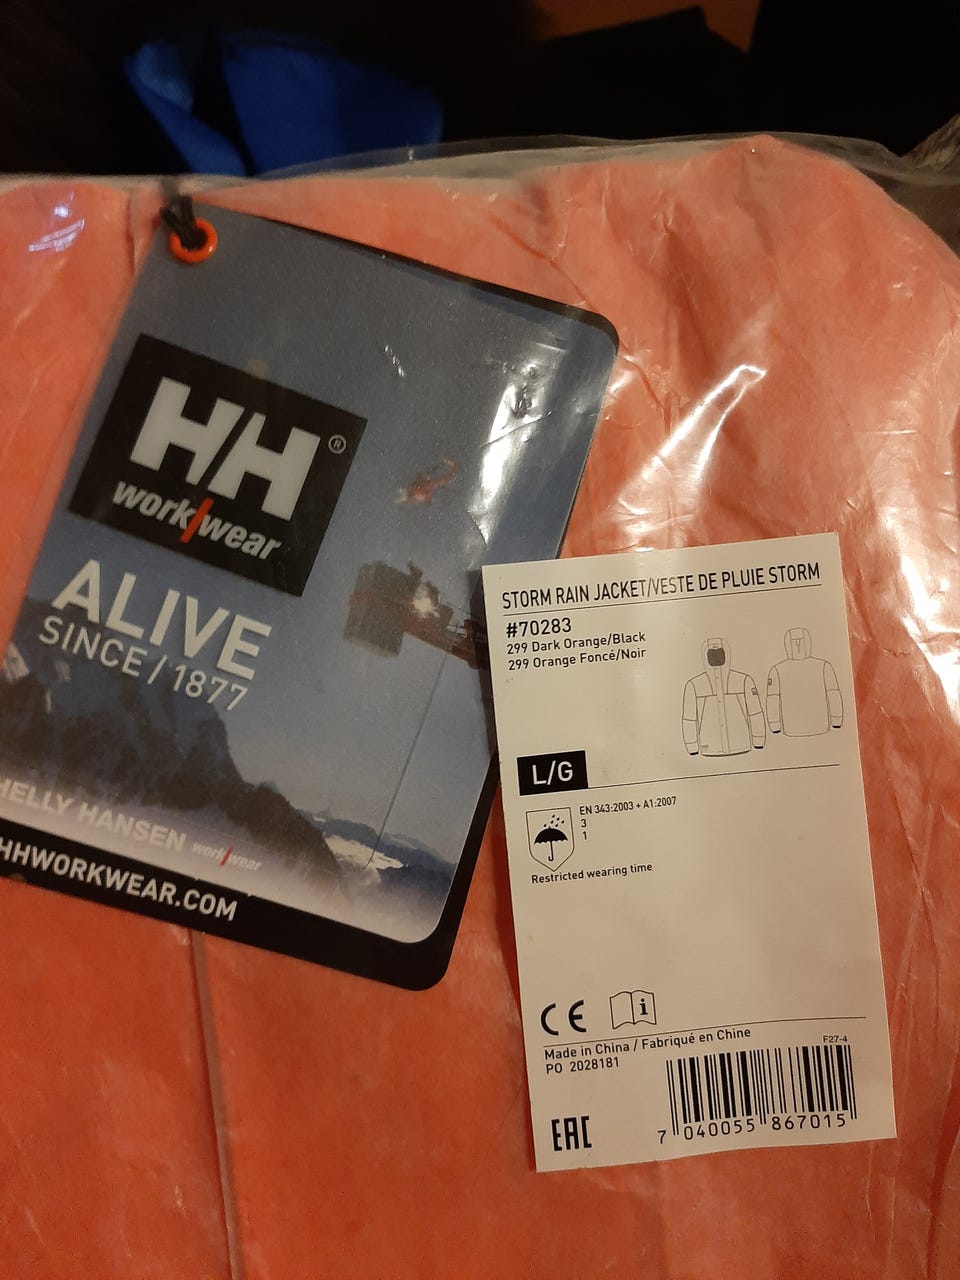 HH®
work/wear
ALIVE
SINCE / 1877
HELLY HANSEN work/wear
HHWORKWEAR.COM
STORM RAIN JACKET/VESTE DE PLUIE STORM
#70283
299 Dark Orange/Black
299 Orange Foncé/Noir
L/G
EN 343:2003 + A1:2007
3
1
Restricted wearing time
CE i
Made in China / Fabriqué en Chine
PO 2028181
F27-4
EAC
7 040055 867015